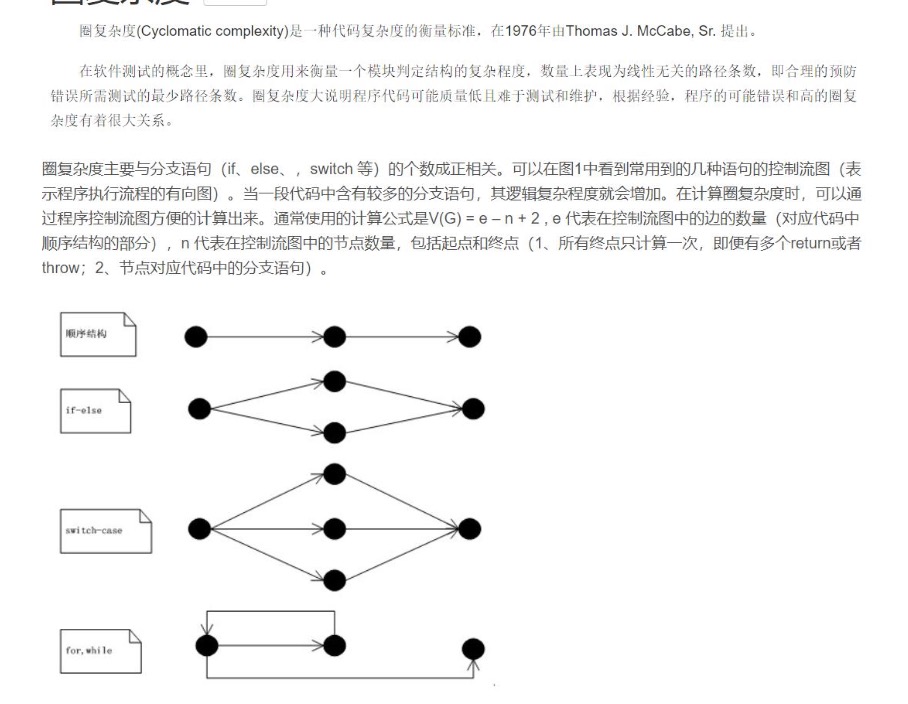 圈复杂度(Cyclomatic complexity)是一种代码复杂度的衡量标准，在1976年由Thomas J. McCabe, Sr. 提出。
在软件测试的概念里，圈复杂度用来衡量一个模块判定结构的复杂程度，数量上表现为线性无关的路径条数，即合理的预防
错误所需测试的最少路径条数。圈复杂度大说明程序代码可能质量低且难于测试和维护，根据经验，程序的可能错误和高的圈复
杂度有着很大关系。
圈复杂度主要与分支语句（if、else、，switch 等）的个数成正相关。可以在图1中看到常用到的几种语句的控制流图（表
示程序执行流程的有向图）。当一段代码中含有较多的分支语句，其逻辑复杂程度就会增加。在计算圈复杂度时，可以通
过程序控制流图方便的计算出来。通常使用的计算公式是V(G) = e – n + 2 , e 代表在控制流图中的边的数量（对应代码中
顺序结构的部分），n 代表在控制流图中的节点数量，包括起点和终点（1、所有终点只计算一次，即便有多个return或者
throw；2、节点对应代码中的分支语句）。
顺序结构
if-else
switch-case
for,while